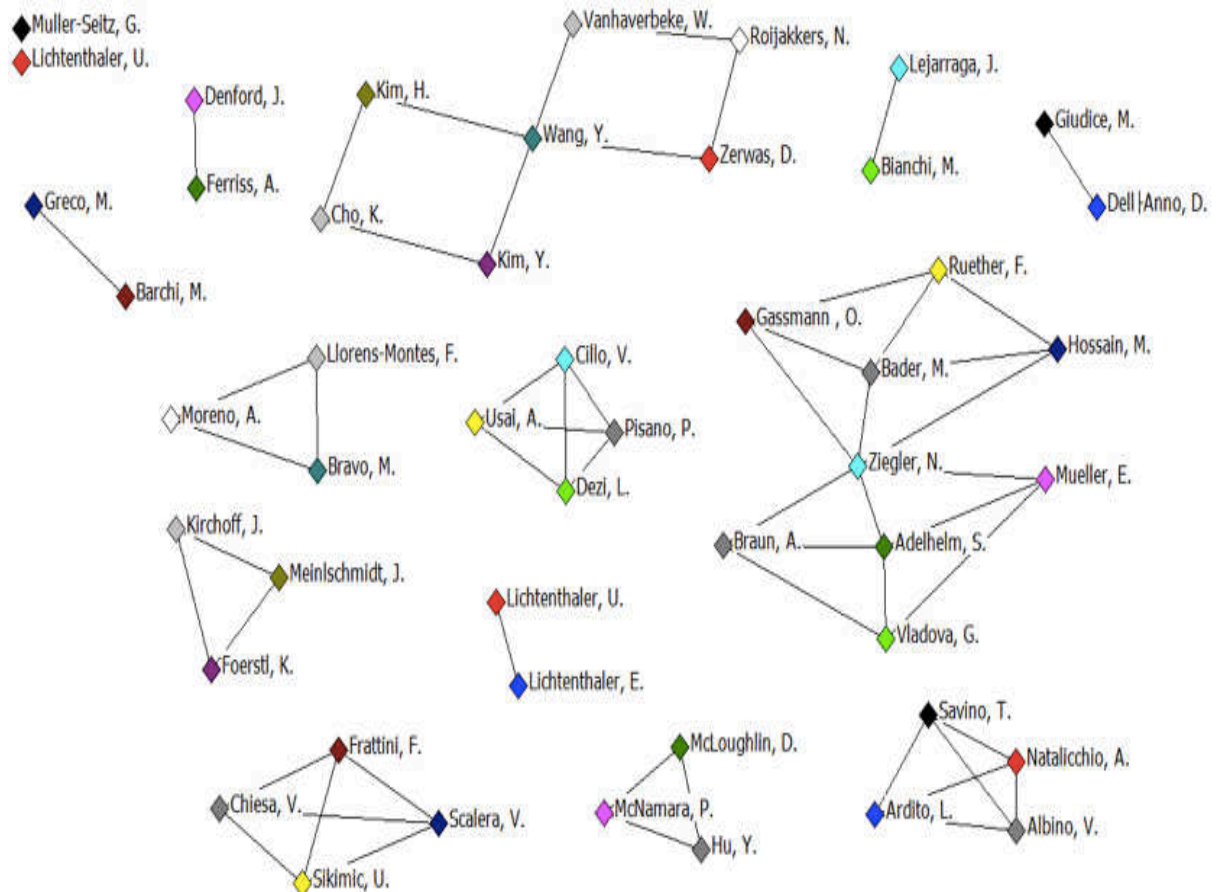 Muller-Seitz, G.
Lichtenthaler, U.
Denford, J.
Ferriss, A.
Greco, M.
Barchi, M.
Kim, H.
Cho, K.
Kim, Y.
Wang, Y.
Vanhaverbeke, W.
Roijakkers, N.
Zerwas, D.
Lejarraga, J.
Bianchi, M.
Giudice, M.
Dell|Anno, D.
Ruether, F.
Gassmann , O.
Hossain, M.
Bader, M.
Ziegler, N.
Mueller, E.
Braun, A.
Adelhelm, S.
Vladova, G.
Llorens-Montes, F.
Moreno, A.
Bravo, M.
Cillo, V.
Usai, A.
Pisano, P.
Dezi, L.
Kirchoff, J.
Meinlschmidt, J.
Foerstl, K.
Lichtenthaler, U.
Lichtenthaler, E.
Frattini, F.
Chiesa, V.
Scalera, V.
Sikimic, U.
McLoughlin, D.
McNamara, P.
Hu, Y.
Savino, T.
Natalicchio, A.
Ardito, L.
Albino, V.